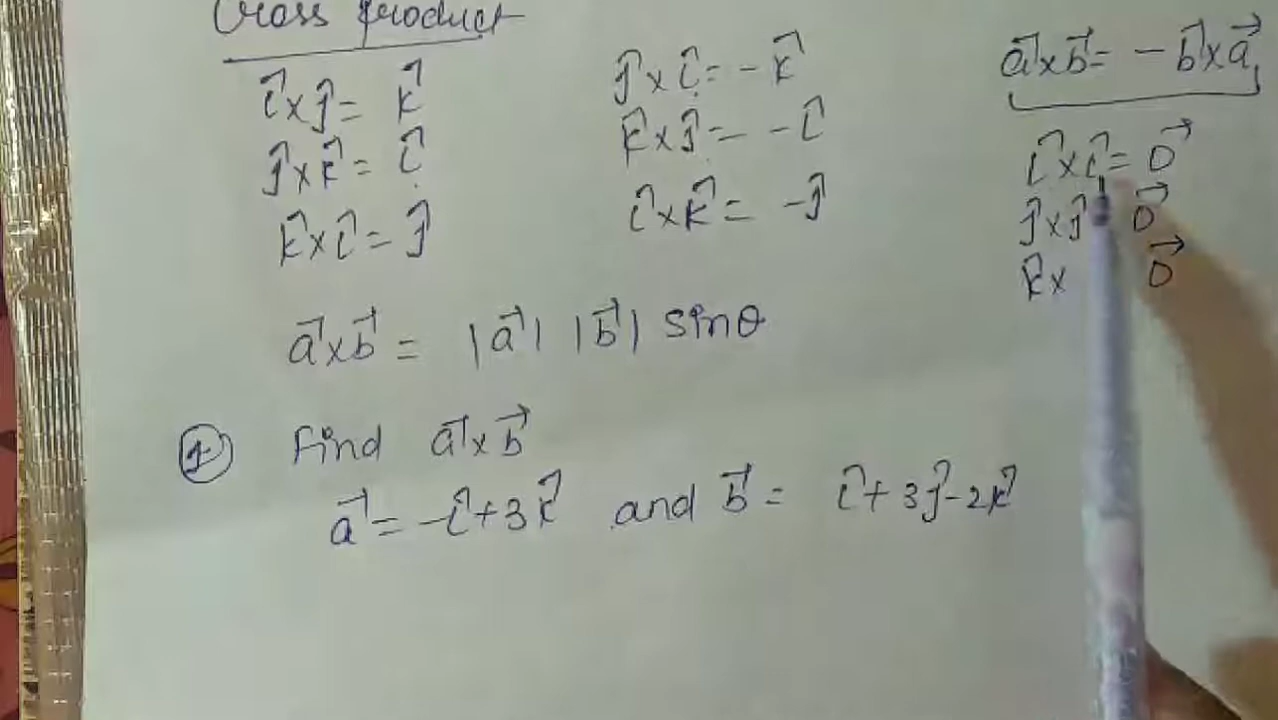 Cross product
î×ĵ= k̂
ĵ×k̂= î
k̂×î= ĵ
ĵ×î= -k̂
k̂×ĵ= -î
î×k̂= -ĵ
a⃗×b⃗= -b⃗×a⃗
î×î= 0⃗
ĵ×ĵ 0⃗
k̂× 0⃗
a⃗×b⃗ = |a⃗| |b⃗| sinθ
1 Find a⃗×b⃗
a⃗= -î+3k̂ and b⃗= î+3ĵ-2k̂